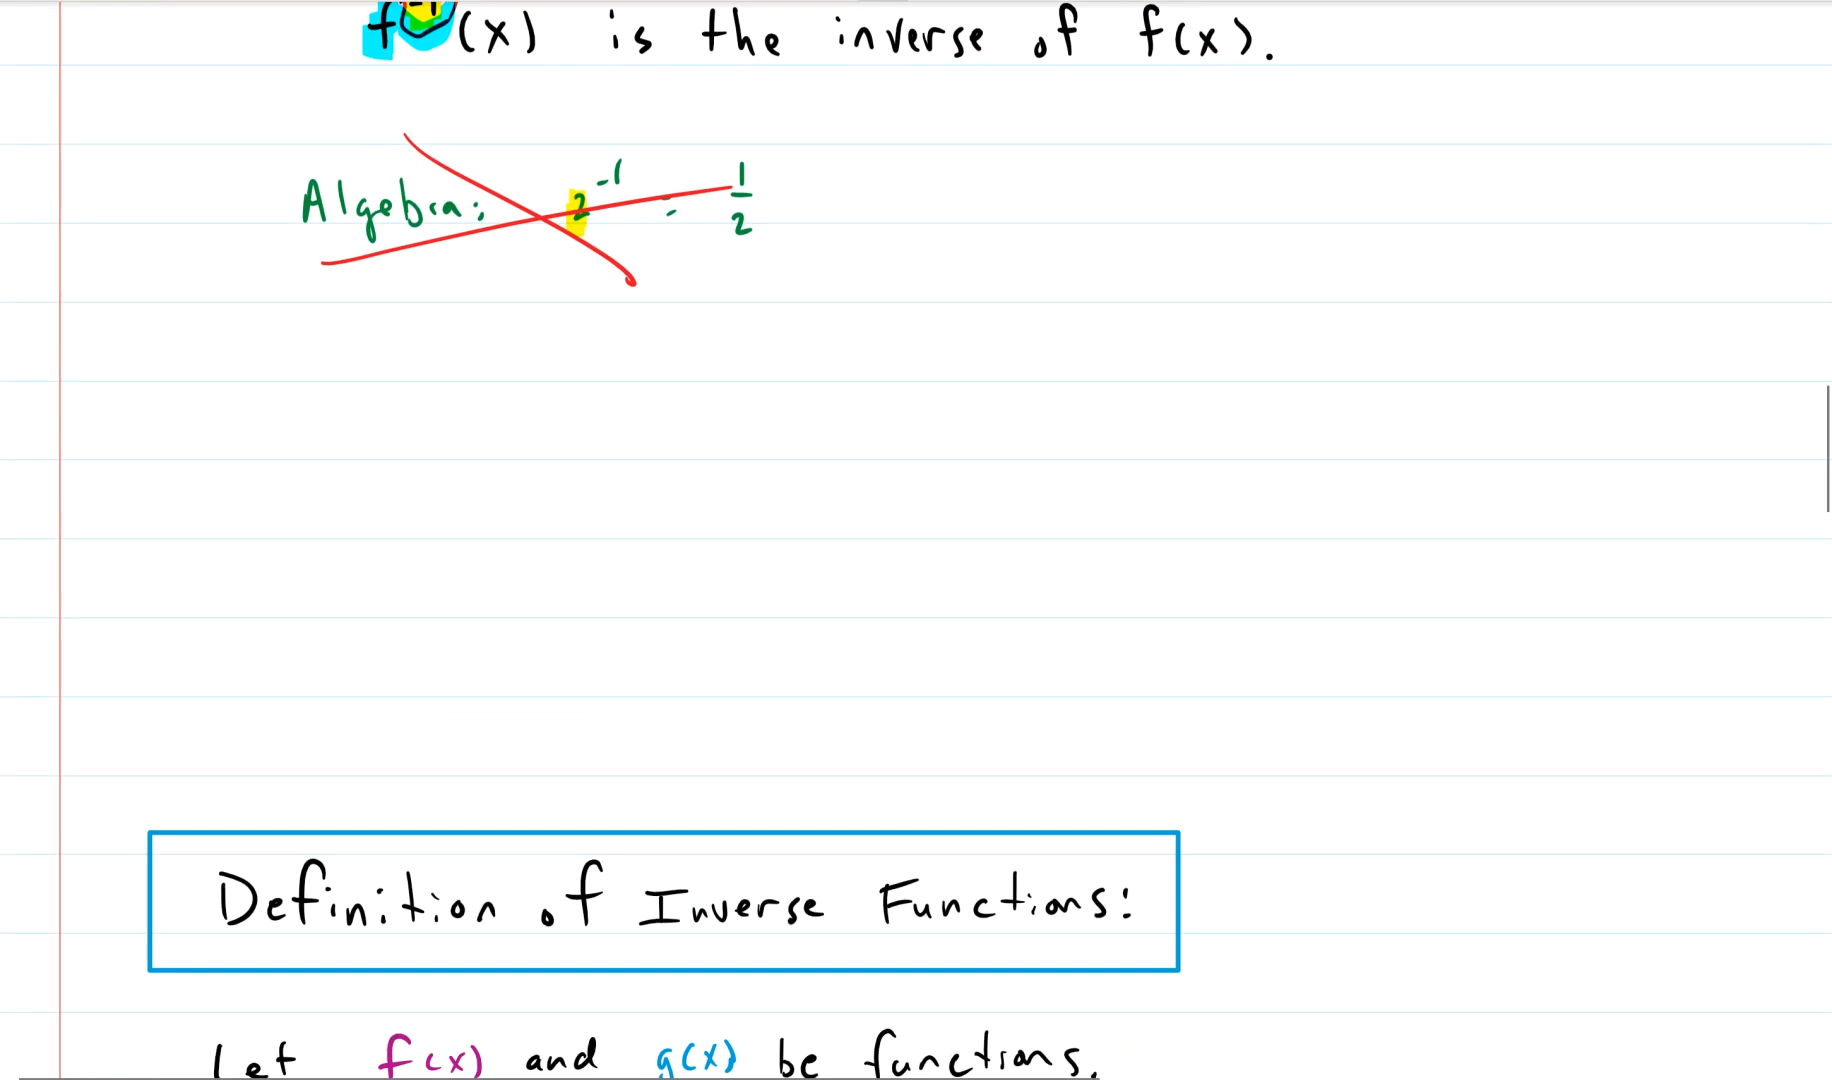 f⁻¹(x) is the inverse of f(x).
Algebra: 2⁻¹ = 1/2
Definition of Inverse Functions:
Let f(x) and g(x) be functions.